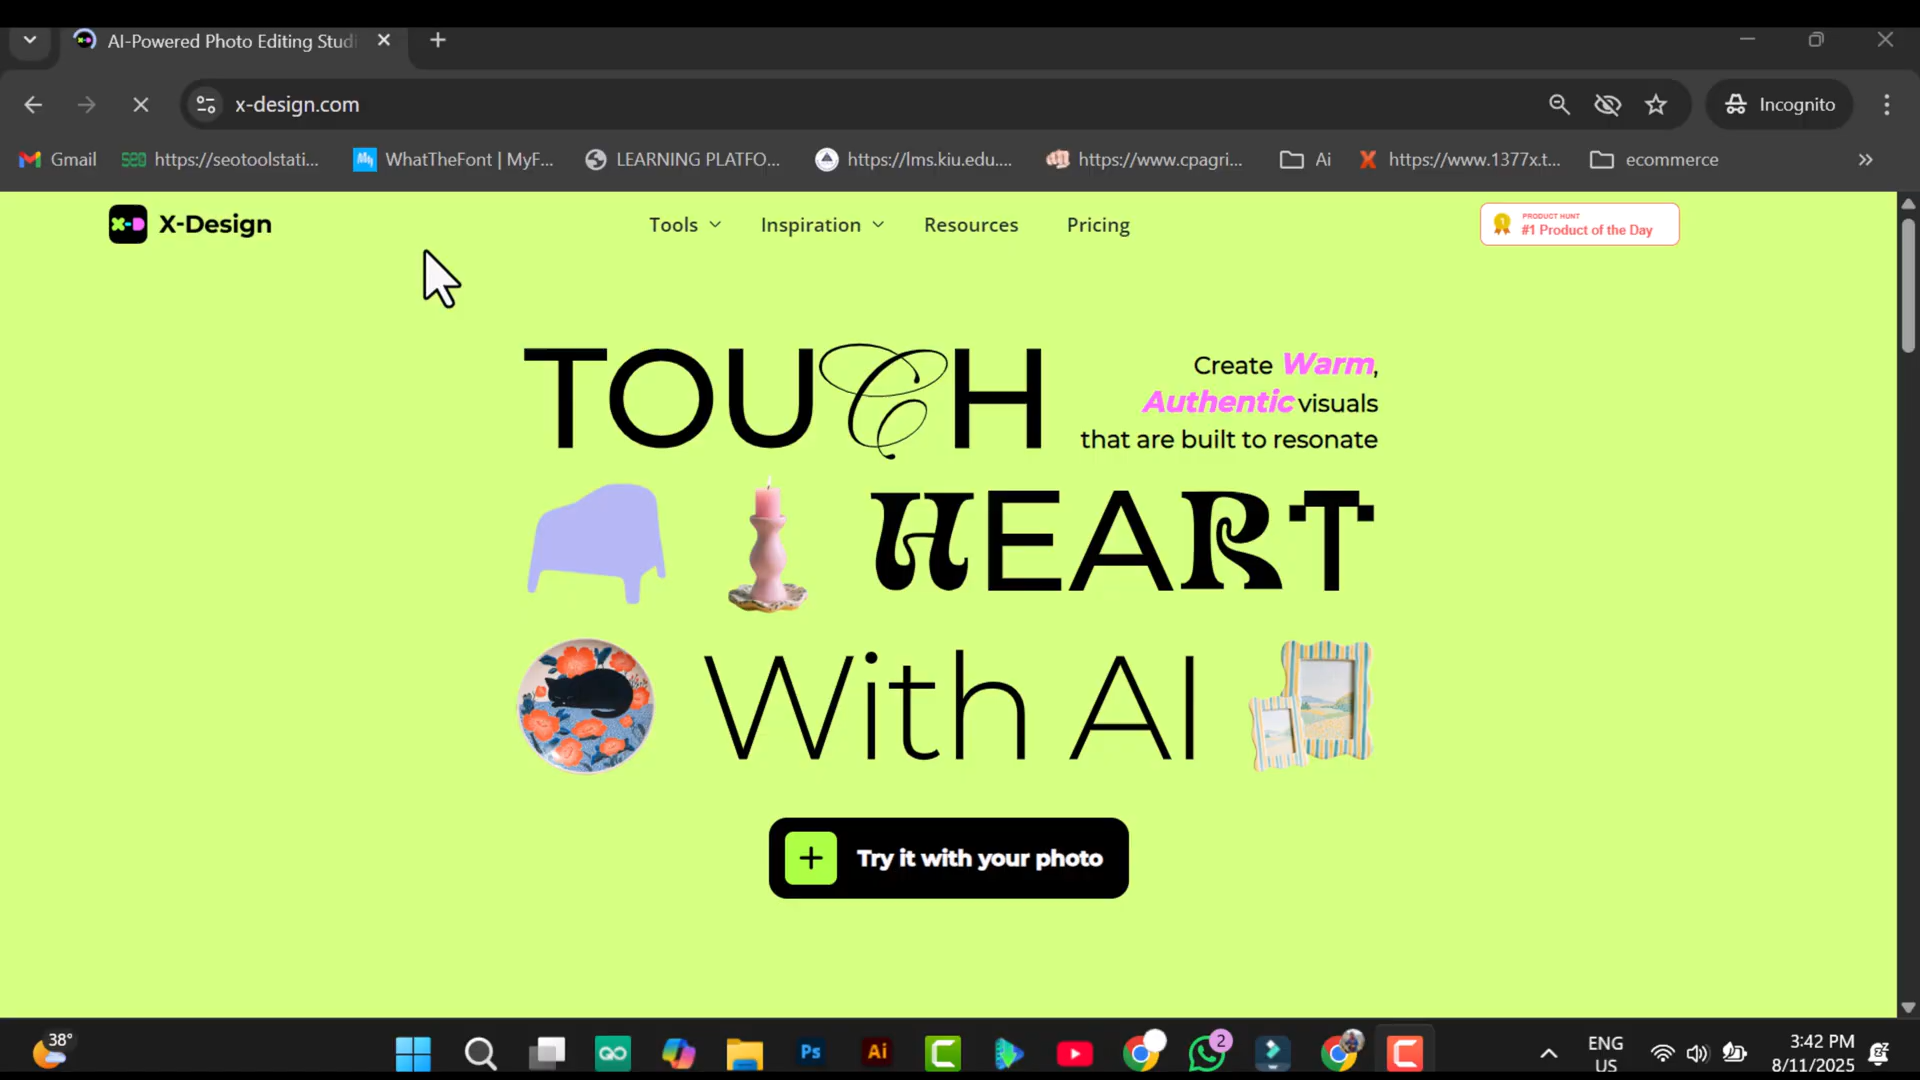 AI-Powered Photo Editing Studi
x-design.com
Incognito
Gmail
https://seotoolstati...
WhatTheFont | MyF...
LEARNING PLATFO...
https://lms.kiu.edu....
https://www.cpagri...
Ai
https://www.1377x.t...
ecommerce
X-D X-Design
Tools
Inspiration
Resources
Pricing
1
PRODUCT HUNT
#1 Product of the Day
TOUCH
Create Warm,
Authentic visuals
that are built to resonate
HEART
With AI
Try it with your photo
38°
Ps
Ai
2
ENG
US
3:42 PM
8/11/2025